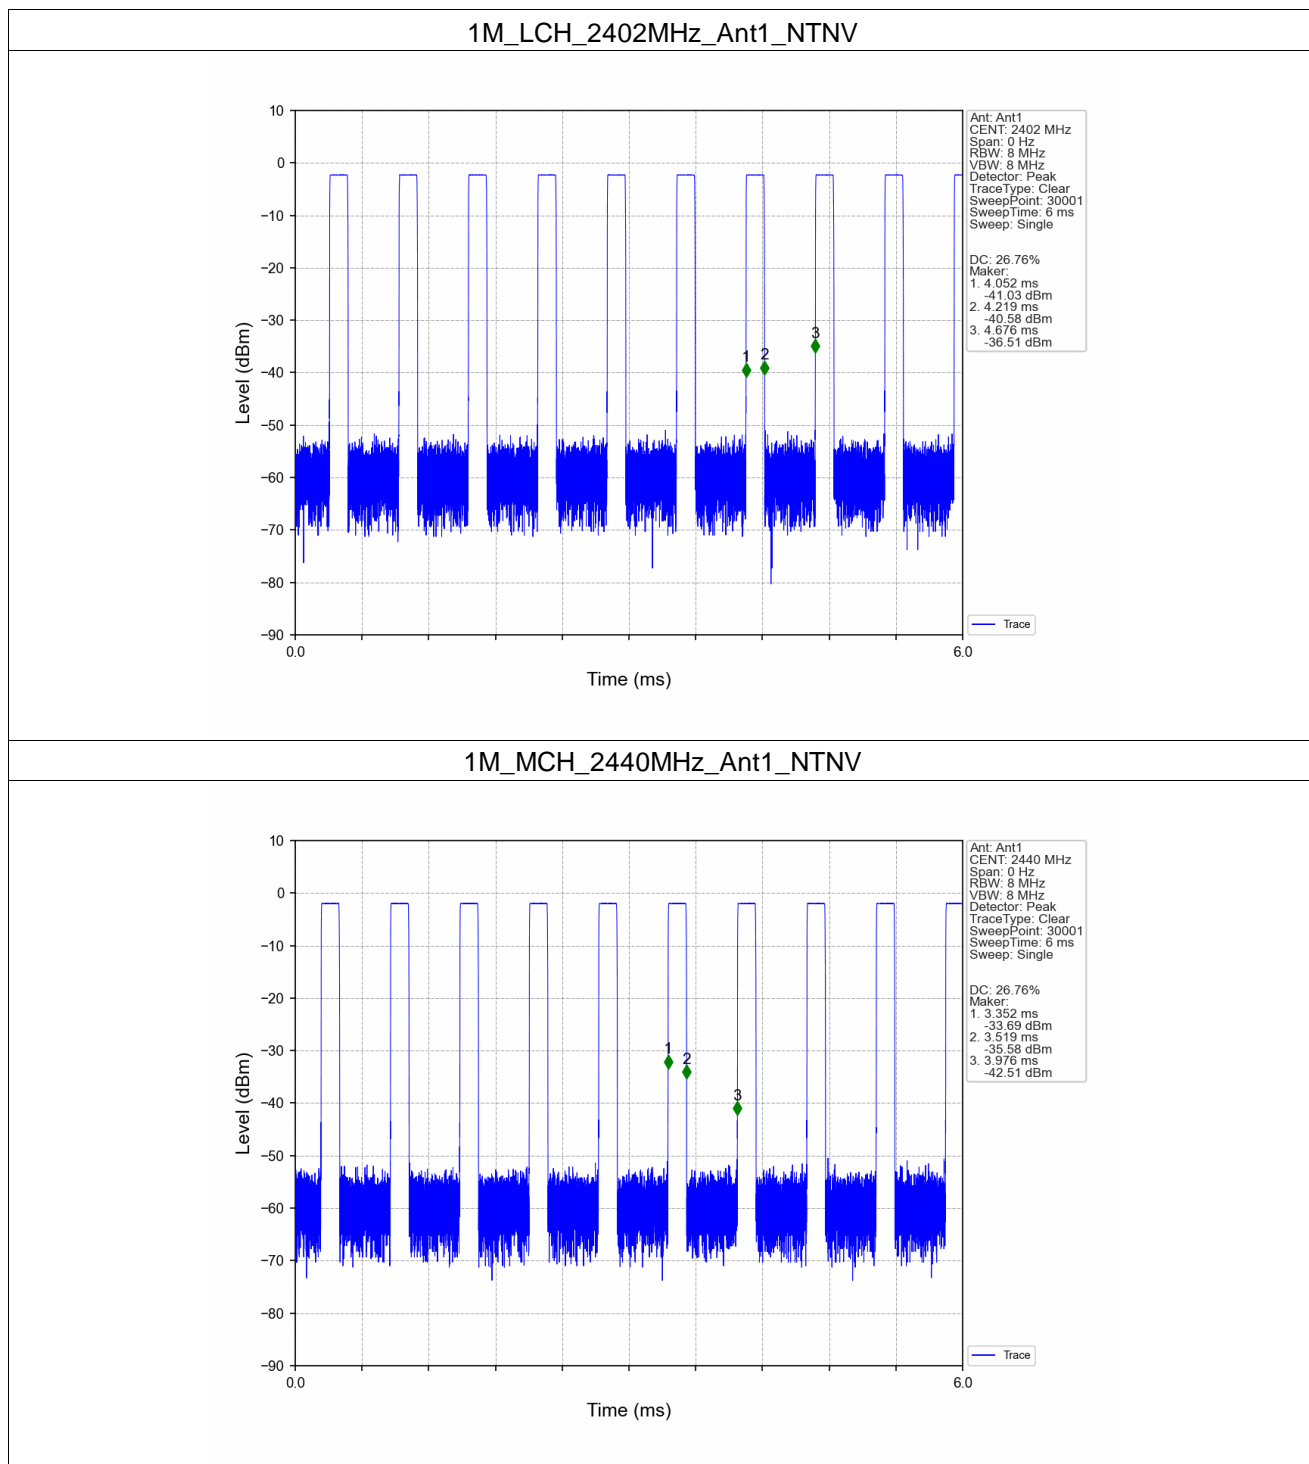 1M_LCH_2402MHz_Ant1_NTNV
10
0
−10
−20
−30
−40
−50
−60
−70
−80
−90
Level (dBm)
1
2
3
0.0
6.0
Time (ms)
Ant: Ant1
CENT: 2402 MHz
Span: 0 Hz
RBW: 8 MHz
VBW: 8 MHz
Detector: Peak
TraceType: Clear
SweepPoint: 30001
SweepTime: 6 ms
Sweep: Single
DC: 26.76%
Maker:
1. 4.052 ms
-41.03 dBm
2. 4.219 ms
-40.58 dBm
3. 4.676 ms
-36.51 dBm
Trace
1M_MCH_2440MHz_Ant1_NTNV
10
0
−10
−20
−30
−40
−50
−60
−70
−80
−90
Level (dBm)
1
2
3
0.0
6.0
Time (ms)
Ant: Ant1
CENT: 2440 MHz
Span: 0 Hz
RBW: 8 MHz
VBW: 8 MHz
Detector: Peak
TraceType: Clear
SweepPoint: 30001
SweepTime: 6 ms
Sweep: Single
DC: 26.76%
Maker:
1. 3.352 ms
-33.69 dBm
2. 3.519 ms
-35.58 dBm
3. 3.976 ms
-42.51 dBm
Trace